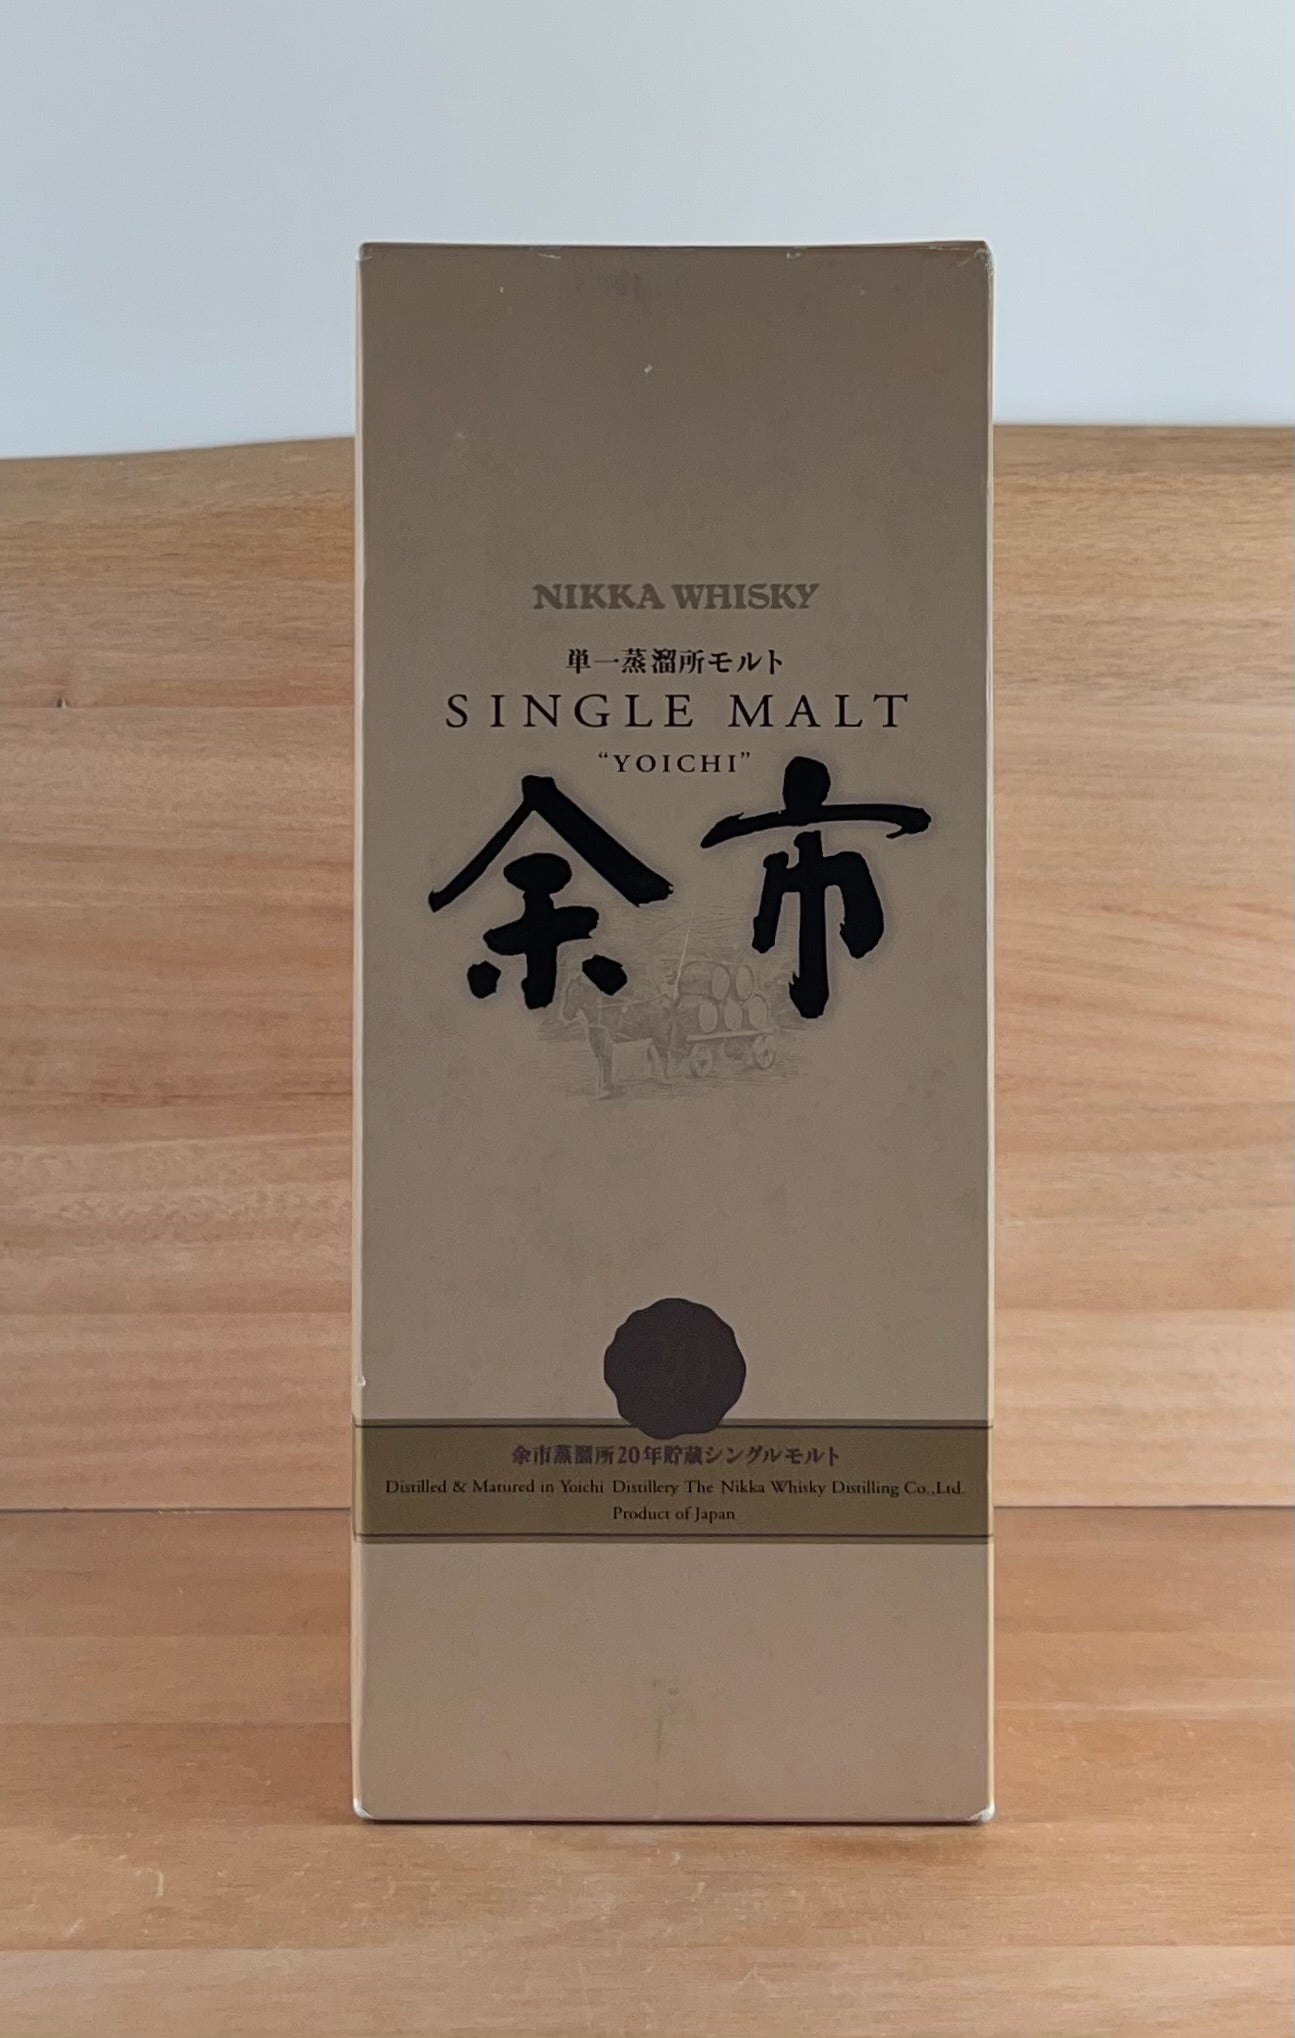 NIKKA WHISKY
単一蒸溜所モルト
SINGLE MALT
“YOICHI”
余市
余市蒸溜所20年貯蔵シングルモルト
Distilled & Matured in Yoichi Distillery The Nikka Whisky Distilling Co.,Ltd.
Product of Japan